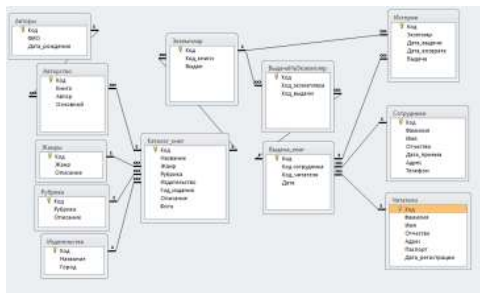 Авторы
Код
ФИО
Дата_рождения
Авторство
Код
Книга
Автор
Основной
Жанры
Код
Жанр
Описание
Рубрики
Код
Рубрика
Описание
Издательства
Код
Название
Город
Экземпляр
Код
Код_книги
Выдан
Каталог_книг
Код
Название
Жанр
Рубрика
Издательство
Год_издания
Описание
Фото
ВыдачаНаЭкземпляр
Код
Код_экземпляра
Код_выдачи
Выдача_книг
Код
Код_сотрудника
Код_читателя
Дата
История
Код
Экземпляр
Дата_выдачи
Дата_возврата
Выдача
Сотрудники
Код
Фамилия
Имя
Отчество
Дата_приема
Адрес
Телефон
Читатели
Код
Фамилия
Имя
Отчество
Адрес
Паспорт
Дата_регистрации